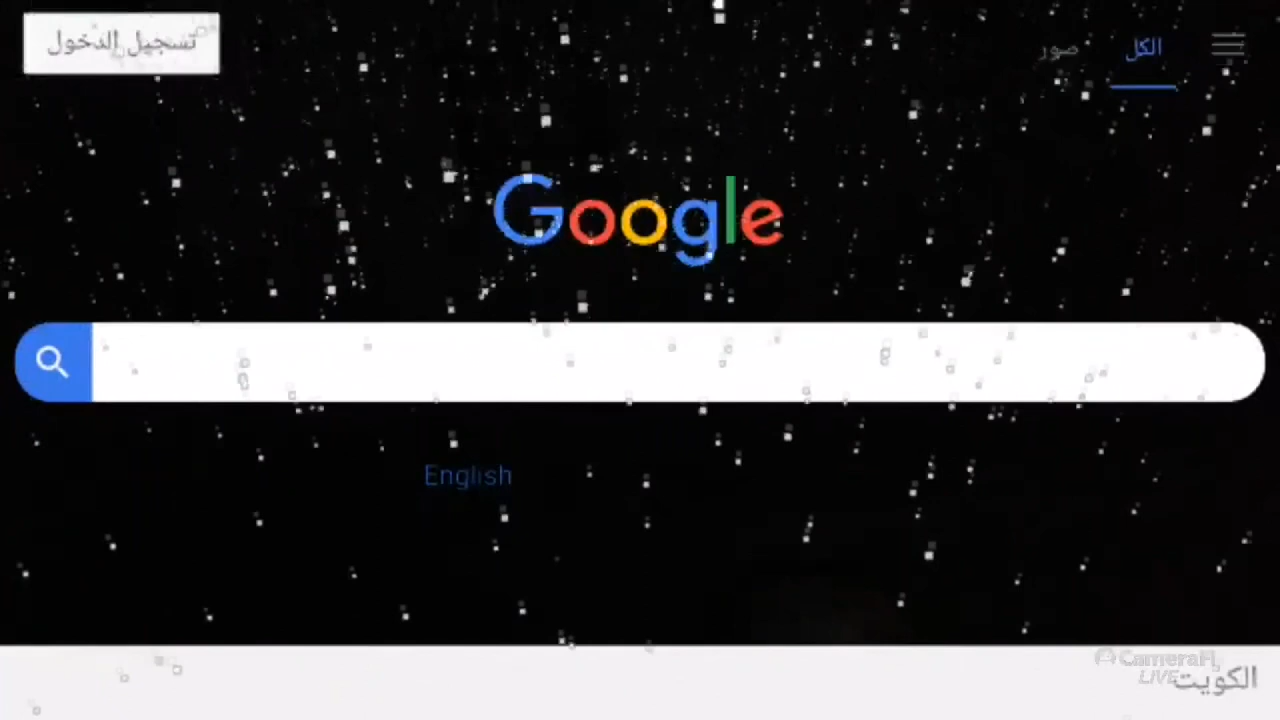 تسجيل الدخول
الكل
صور
Google
English
CameraFi
LIVE
الكويت